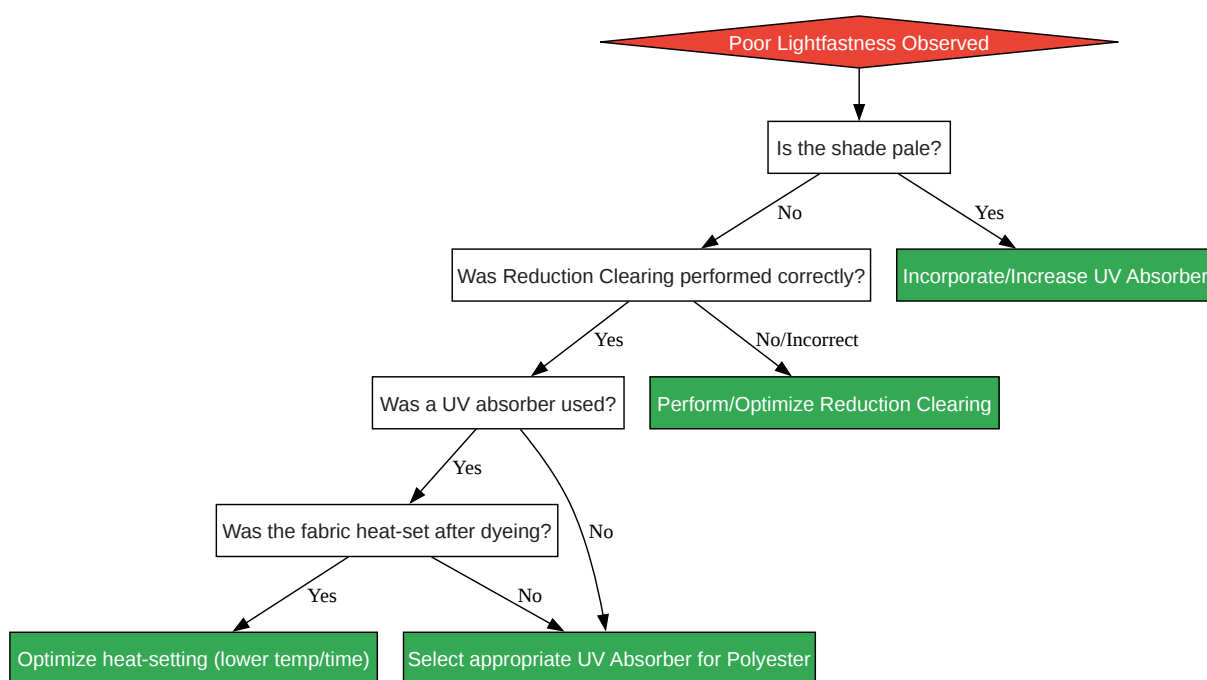 Poor Lightfastness Observed
Is the shade pale?
No
Yes
Was Reduction Clearing performed correctly?
Incorporate/Increase UV Absorber
Yes
No/Incorrect
Was a UV absorber used?
Perform/Optimize Reduction Clearing
Yes
No
Was the fabric heat-set after dyeing?
Yes
No
Optimize heat-setting (lower temp/time)
Select appropriate UV Absorber for Polyester